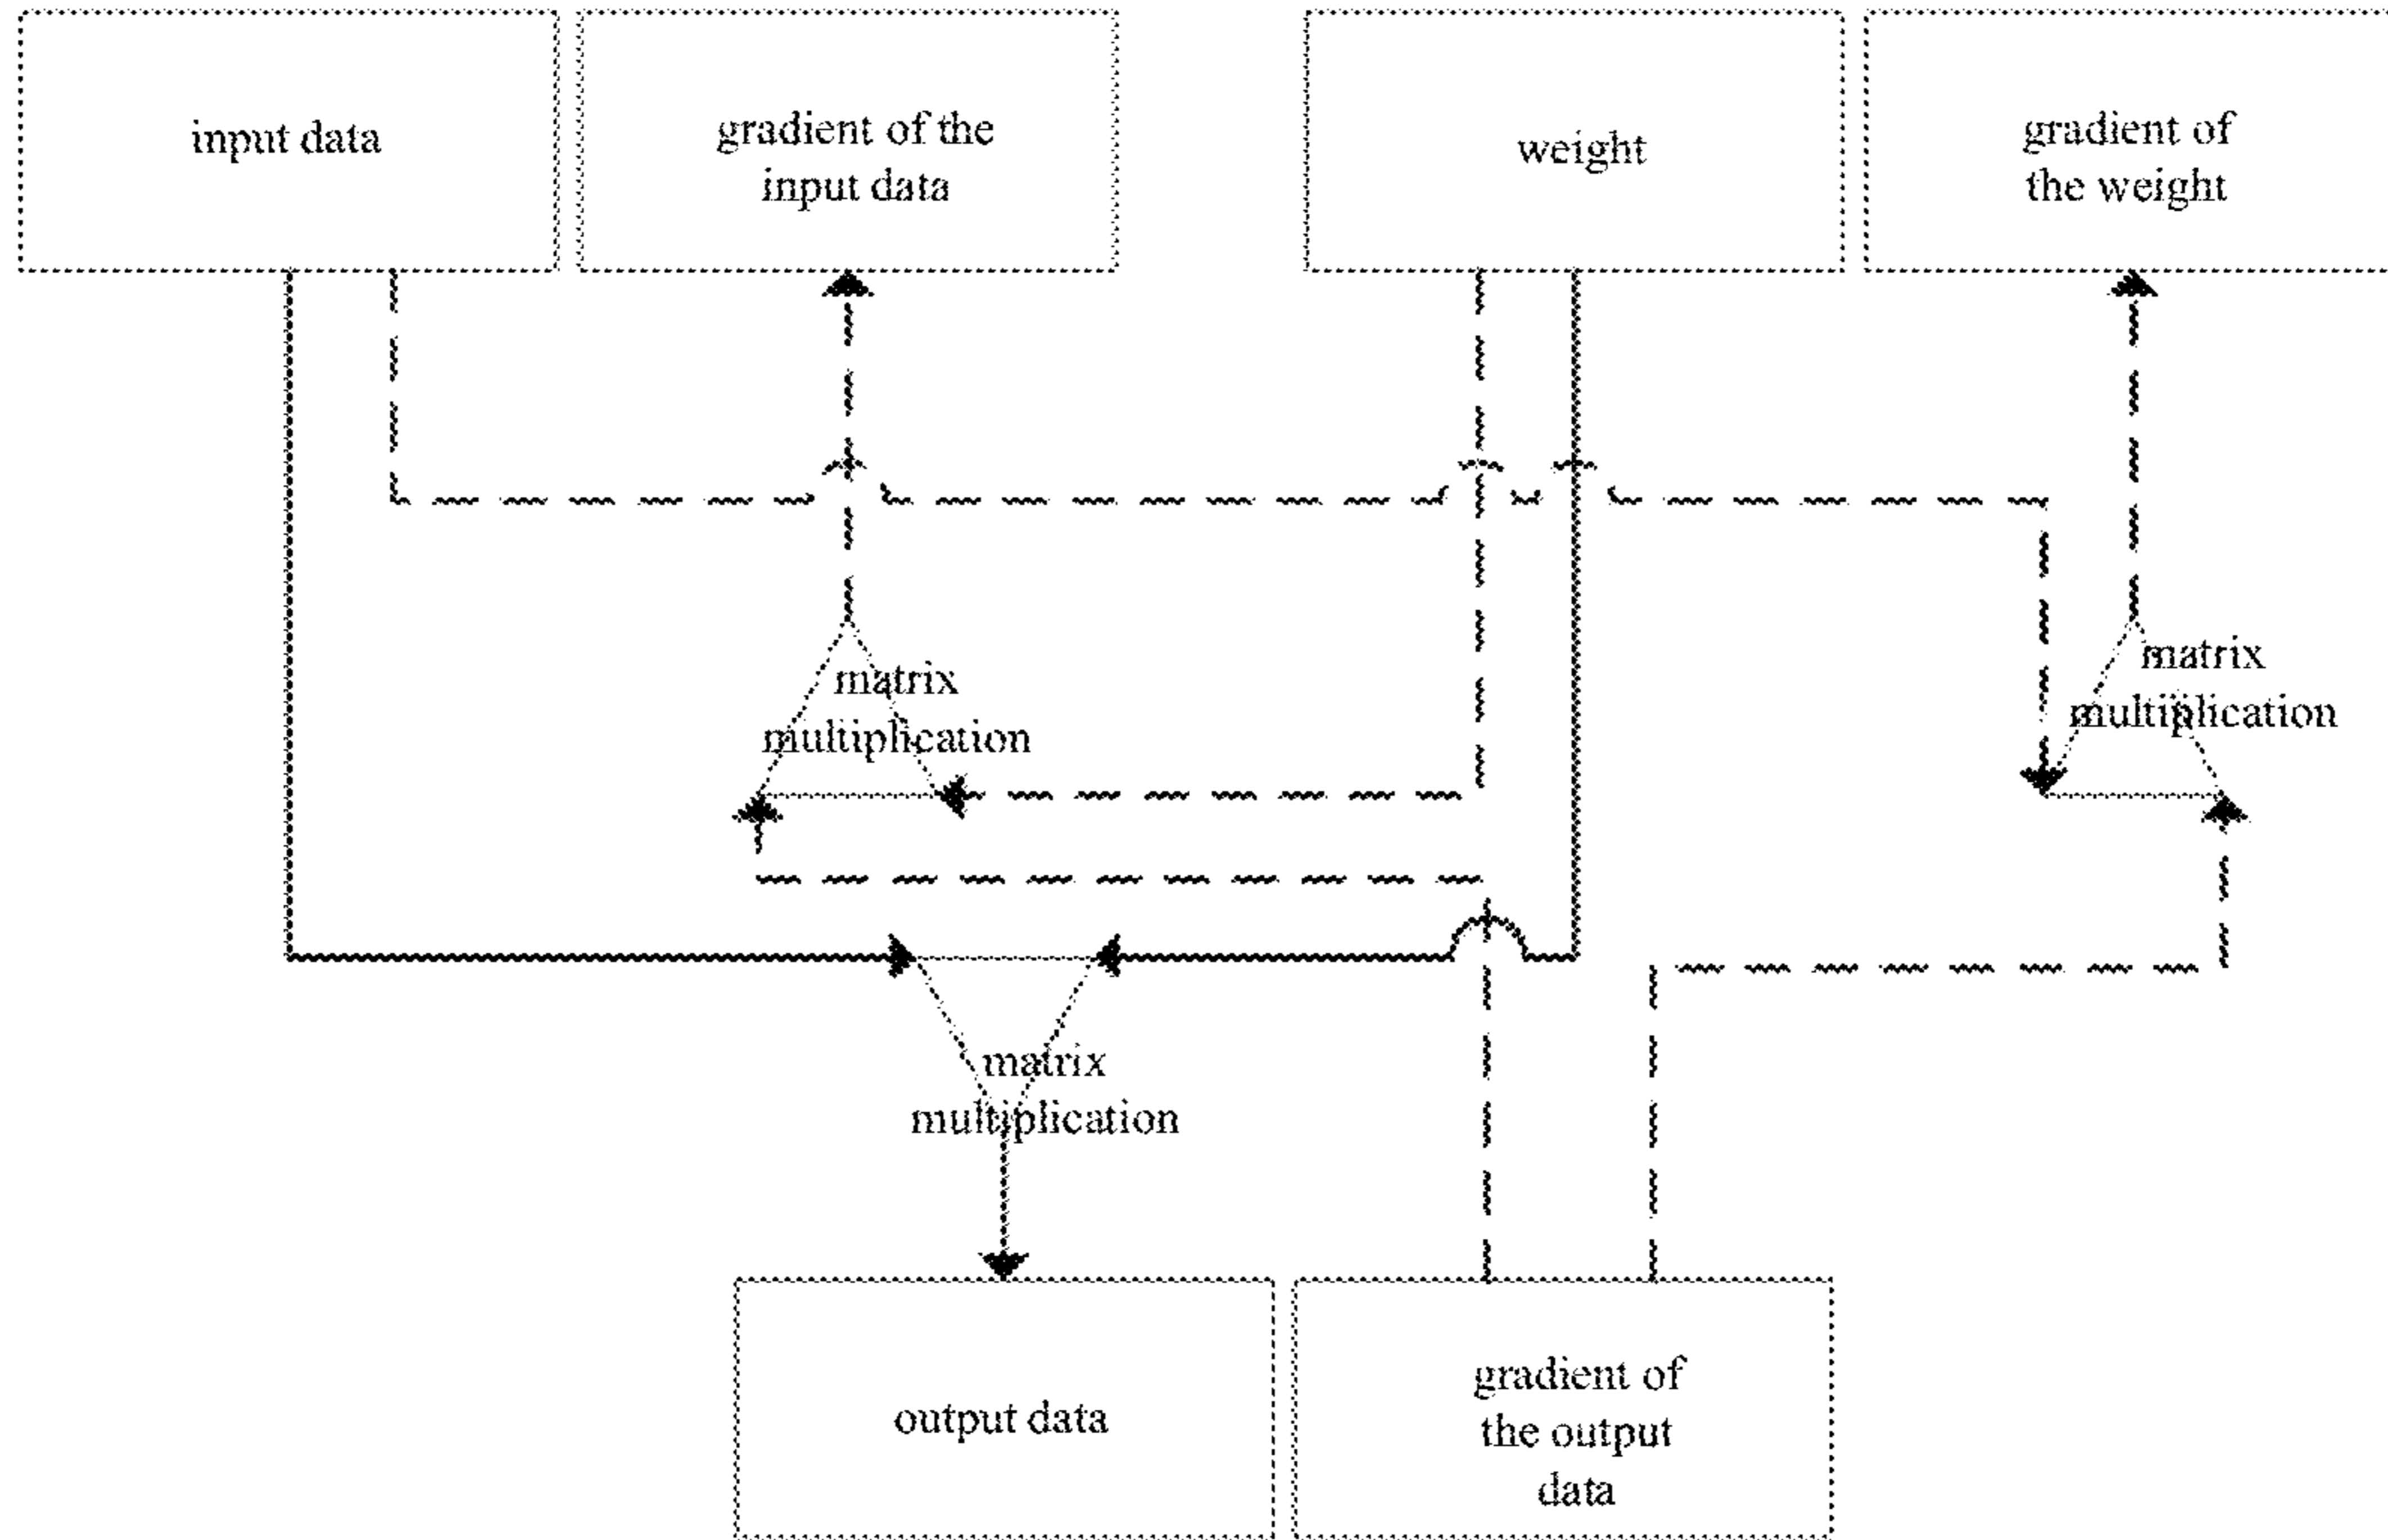 input data
gradient of the
input data
weight
gradient of
the weight
matrix
multiplication
matrix
multiplication
matrix
multiplication
output data
gradient of
the output
data